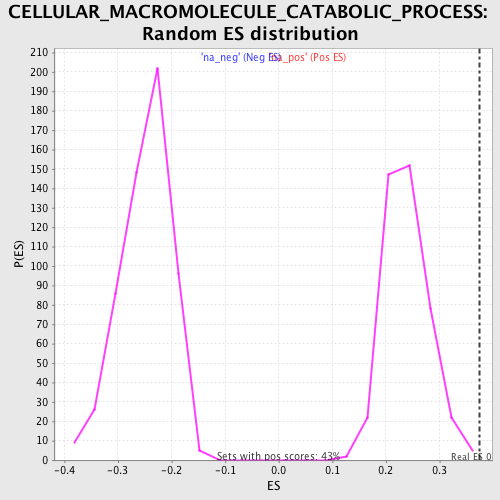 CELLULAR_MACROMOLECULE_CATABOLIC_PROCESS:
Random ES distribution
'na_neg' (Neg ES) 'na_pos' (Pos ES)
210
200
190
180
170
160
150
140
130
120
110
100
90
80
70
60
50
40
30
20
10
0
P(ES)
Sets with pos scores: 43%
Real ES 0
-0.4 -0.3 -0.2 -0.1 0.0 0.1 0.2 0.3
ES